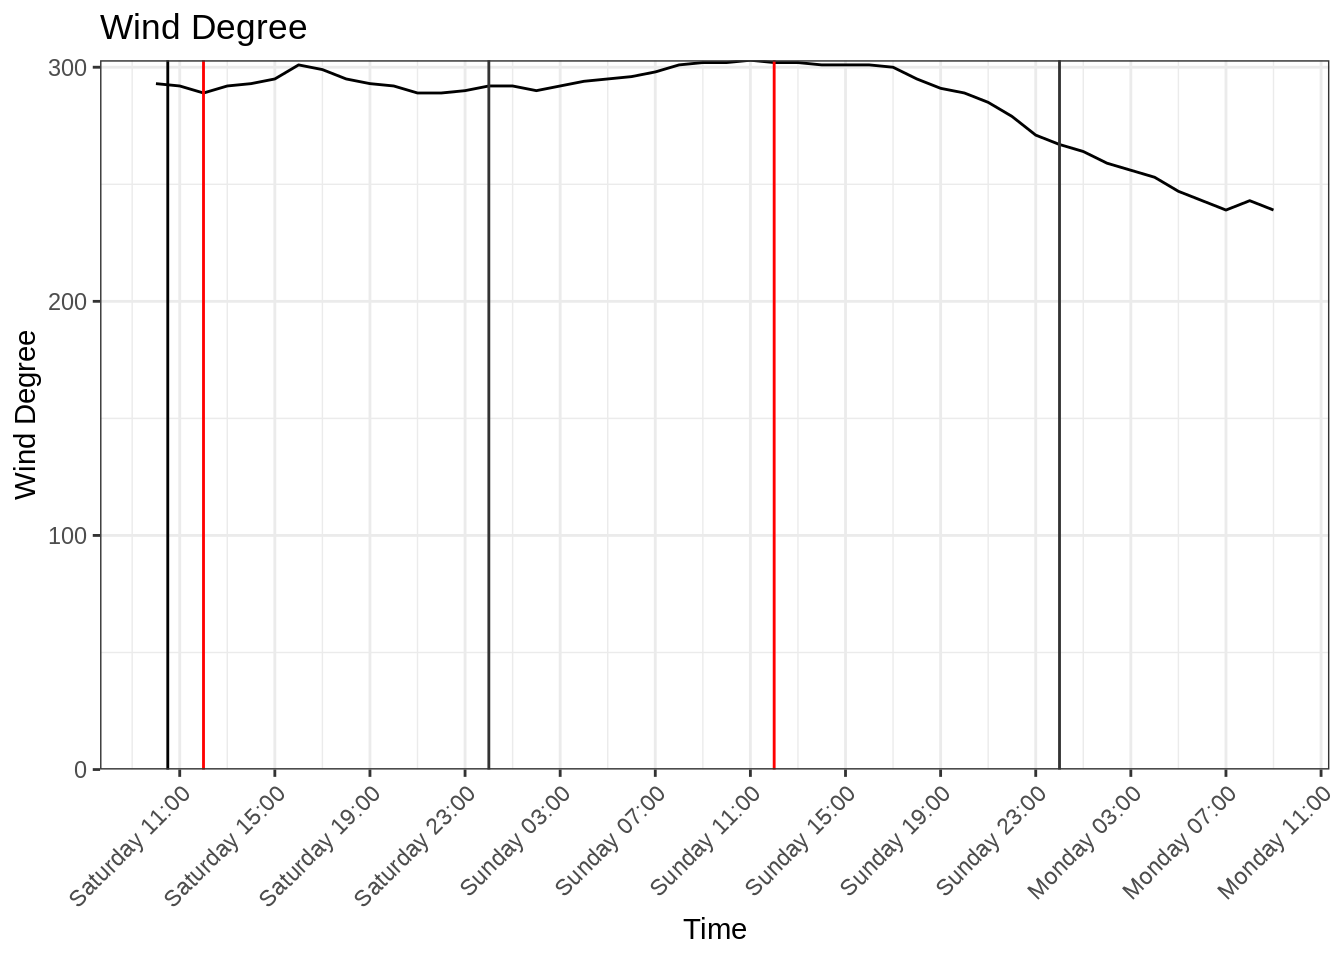 Wind Degree
Wind Degree
300
200
100
0
Saturday 11:00
Saturday 15:00
Saturday 19:00
Saturday 23:00
Sunday 03:00
Sunday 07:00
Sunday 11:00
Sunday 15:00
Sunday 19:00
Sunday 23:00
Monday 03:00
Monday 07:00
Monday 11:00
Time